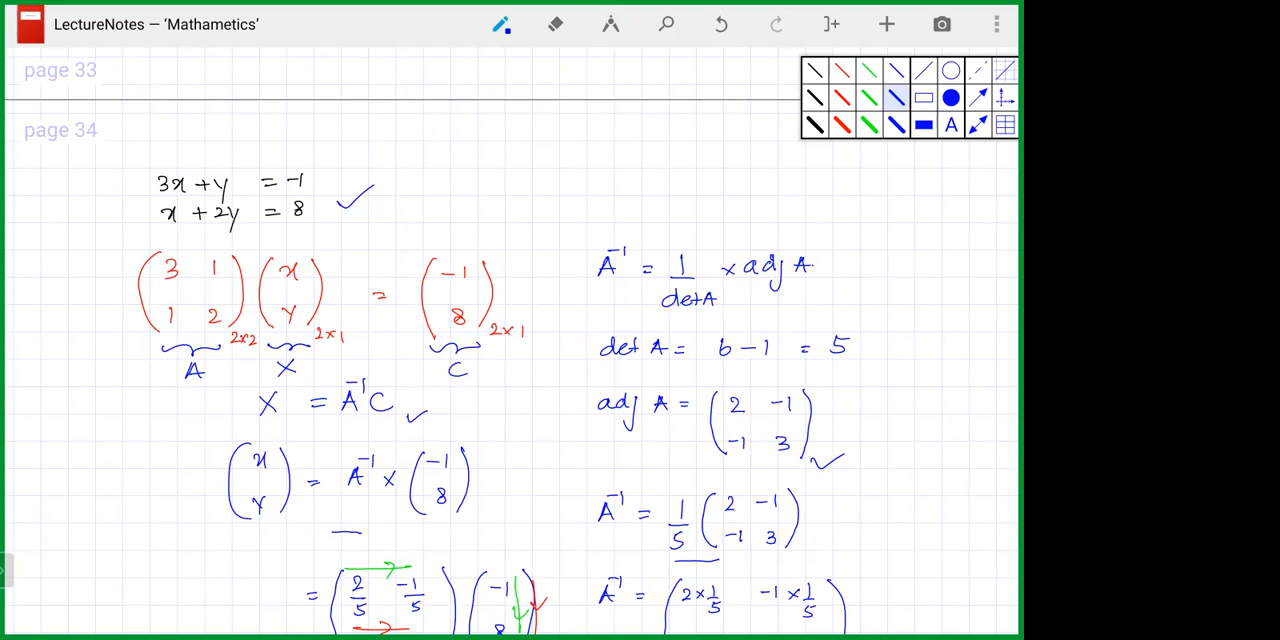 LectureNotes — ‘Mathametics’
page 33
page 34
3x + y = -1
x + 2y = 8
(3 1
1 2)2x2 (x
y)2x1 = (-1
8)2x1
A X C
X = A⁻¹C
(x
y) = A⁻¹ × (-1
8)
= (2/5 -1/5
(-1
8
A⁻¹ = 1/detA × adj A
det A = 6 - 1 = 5
adj A = (2 -1
-1 3)
A⁻¹ = 1/5 (2 -1
-1 3)
A⁻¹ = (2 × 1/5 -1 × 1/5
A